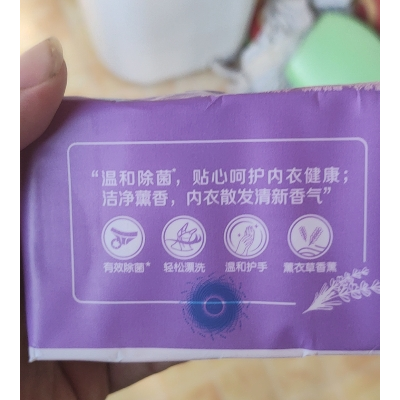 “温和除菌*，贴心呵护内衣健康；
洁净薰香，内衣散发清新香气”
有效除菌* 轻松漂洗 温和护手 薰衣草香薰